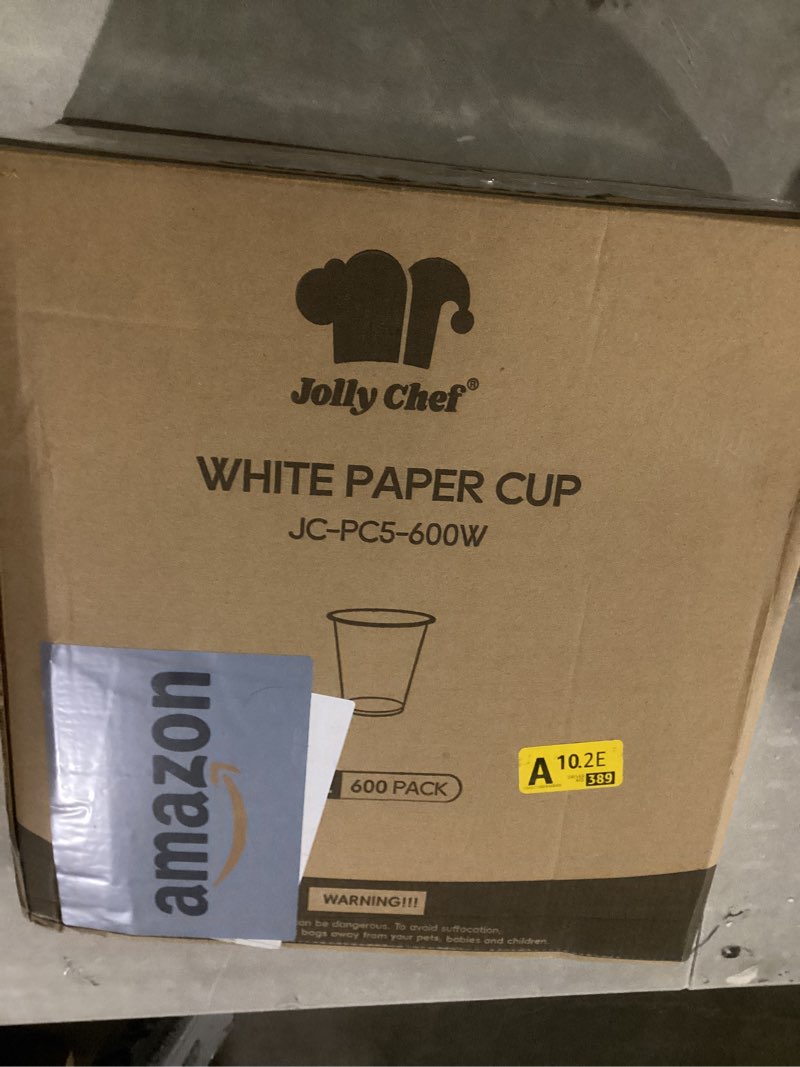 Jolly Chef®
WHITE PAPER CUP
JC-PC5-600W
amazon
600 PACK
A 10.2E
389
WARNING!!!
an be dangerous. To avoid suffocation,
bags away from your pets, babies and children.